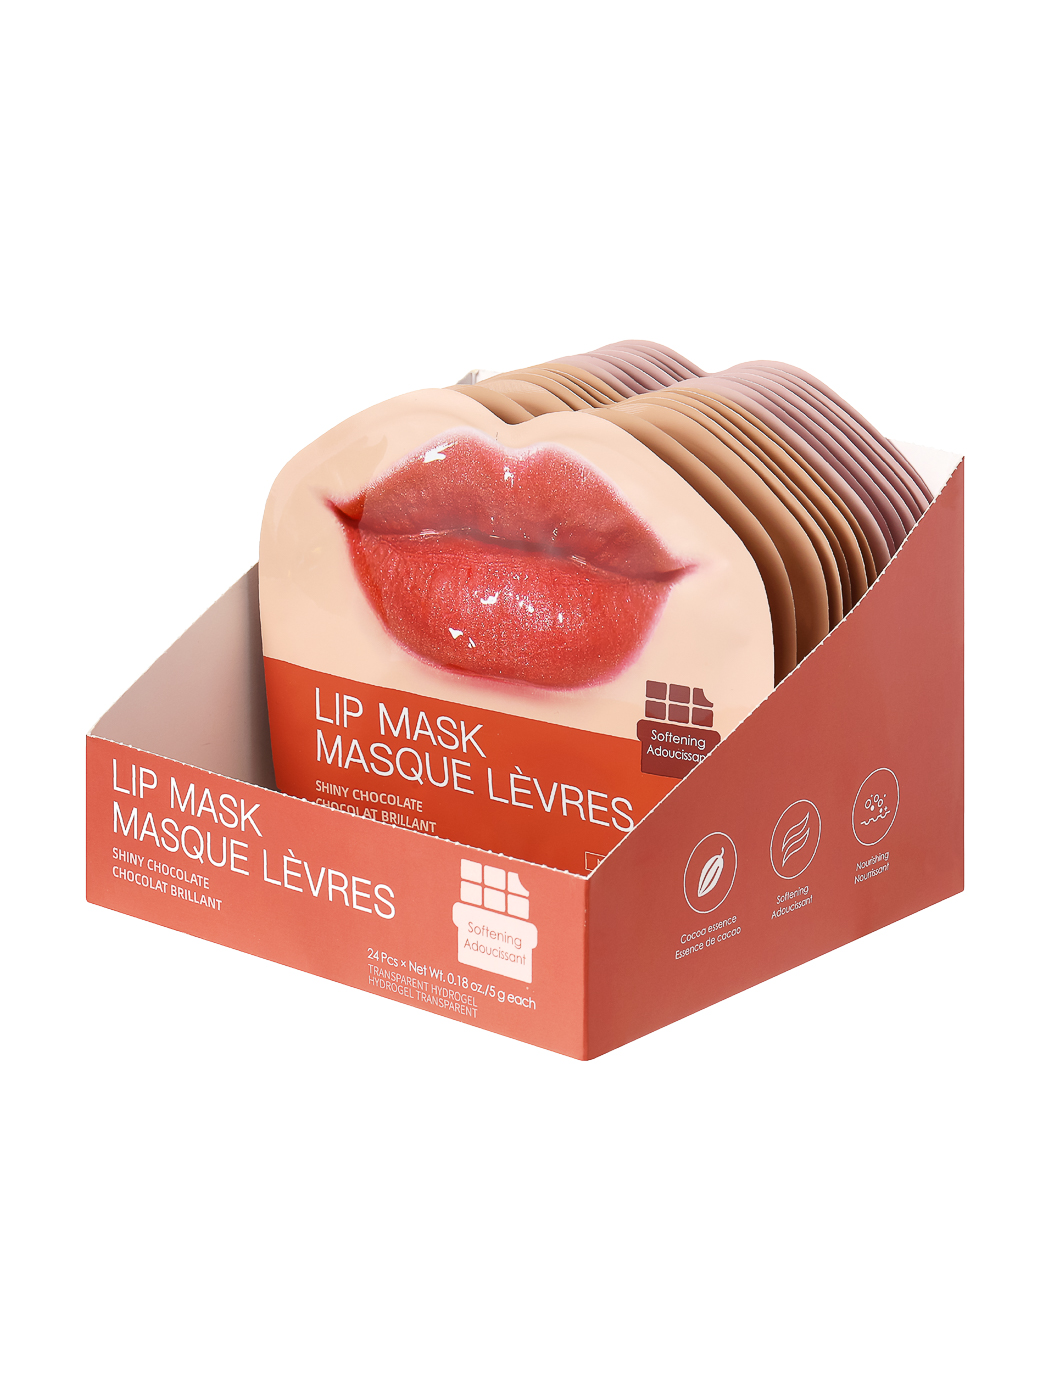 LIP MASK
MASQUE LÈVRES
SHINY CHOCOLATE
CHOCOLAT BRILLANT
Softening
Adoucissant
LIP MASK
MASQUE LÈVRES
SHINY CHOCOLATE
CHOCOLAT BRILLANT
Softening
Adoucissant
24 Pcs × Net Wt. 0.18 oz./5 g each
TRANSPARENT HYDROGEL
HYDROGEL TRANSPARENT
Cocoa essence
Essence de cacao
Softening
Adoucissant
Nourishing
Nourrissant